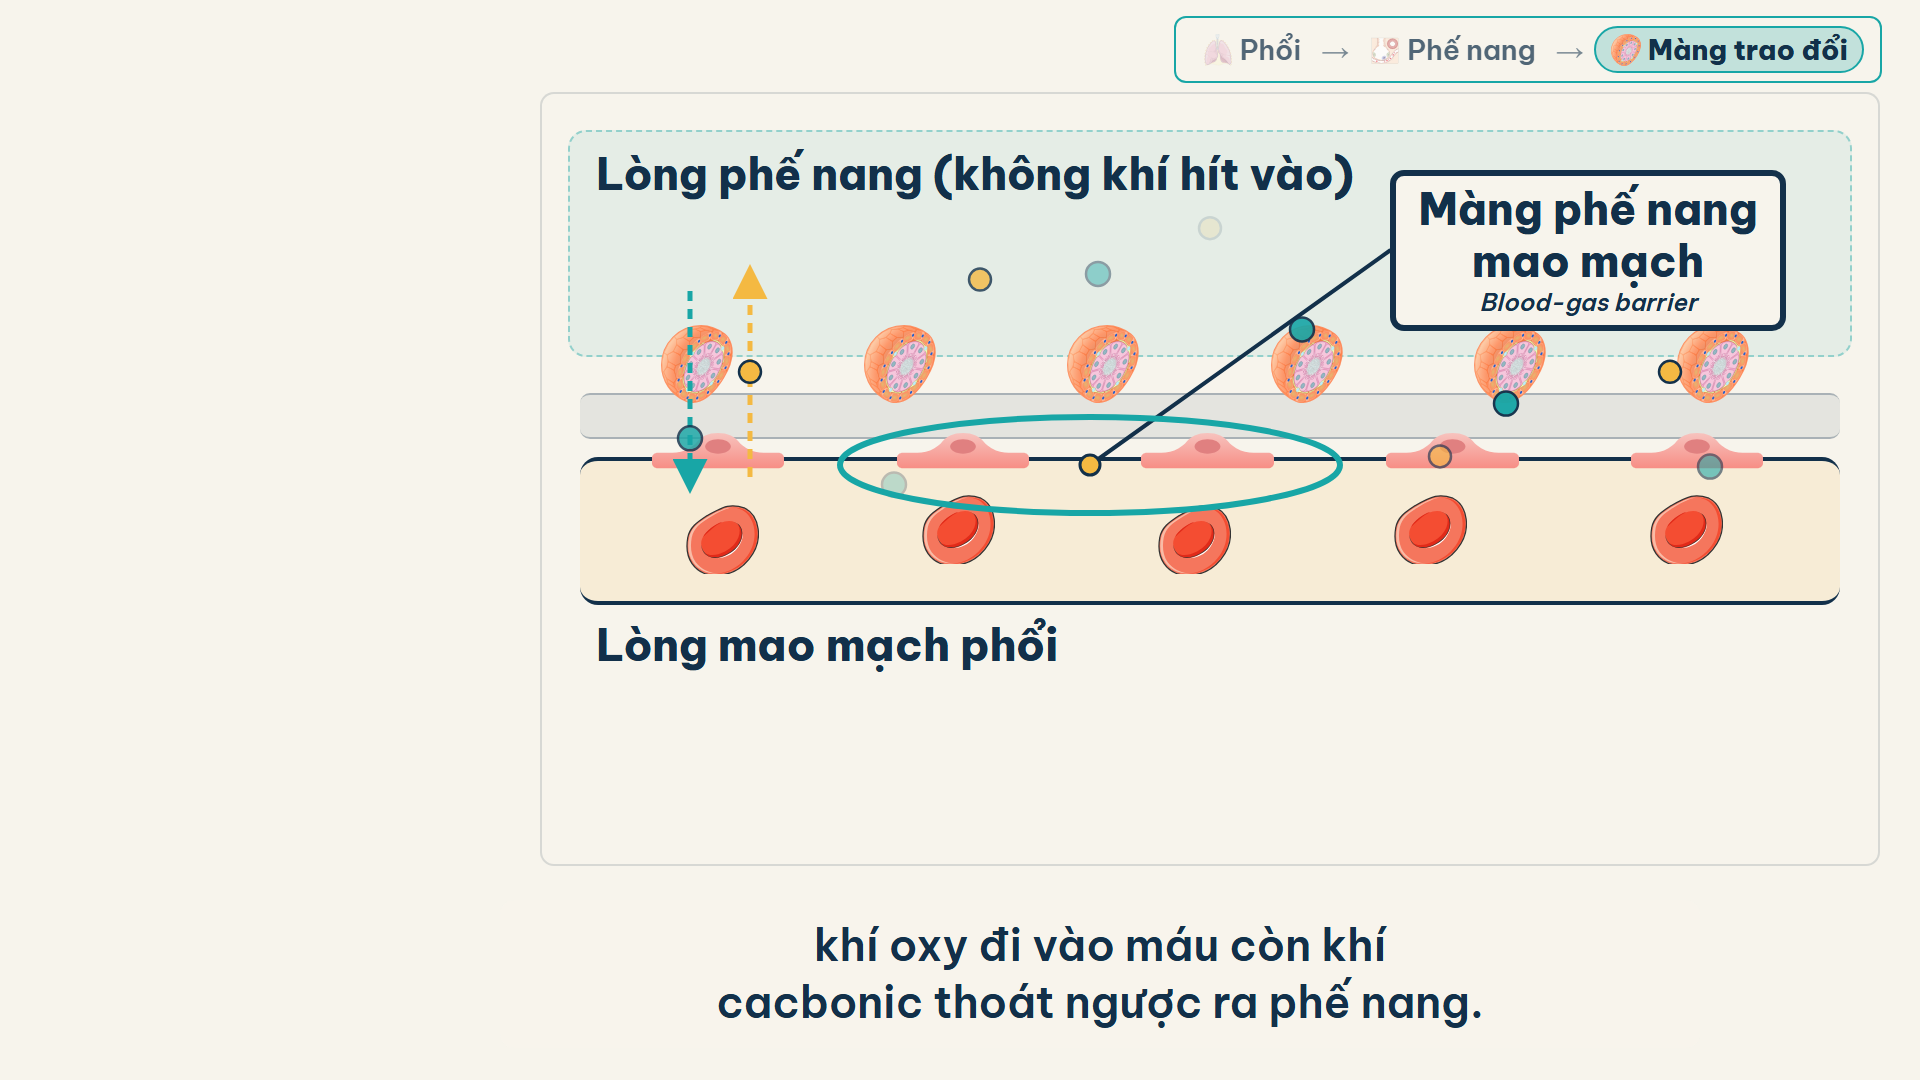 Phổi → Phế nang → Màng trao đổi
Lòng phế nang (không khí hít vào)
Màng phế nang
mao mạch
Blood-gas barrier
Lòng mao mạch phổi
khí oxy đi vào máu còn khí
cacbonic thoát ngược ra phế nang.